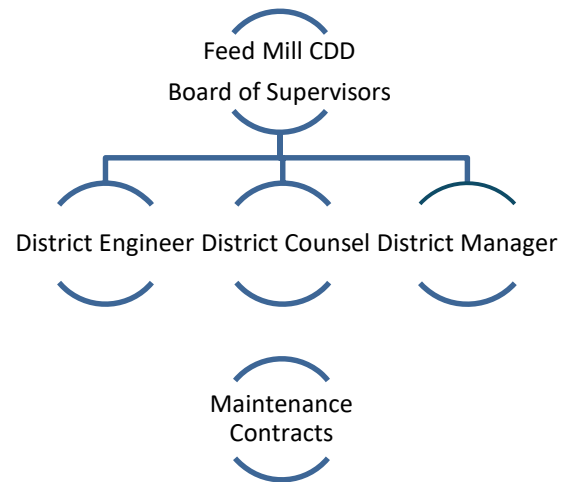 Feed Mill CDD
Board of Supervisors
District Engineer
District Counsel
District Manager
Maintenance
Contracts